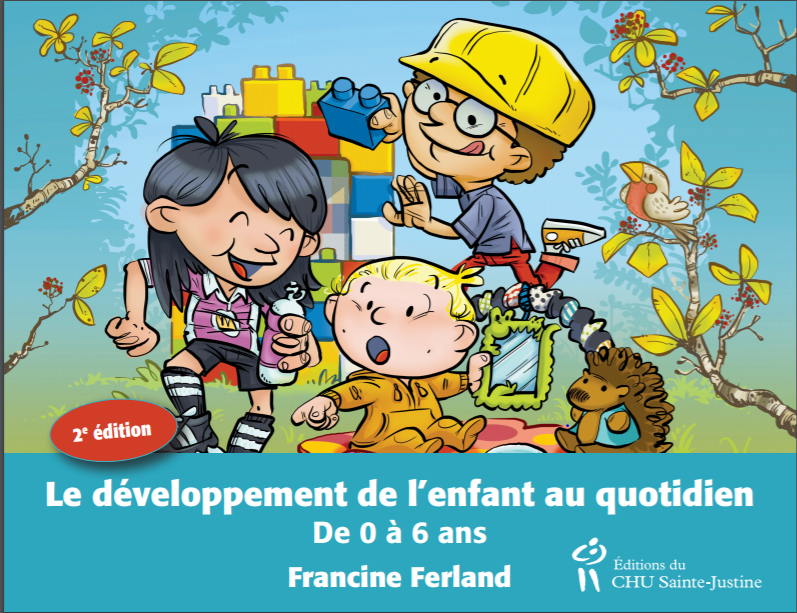 2e édition
Le développement de l'enfant au quotidien
De 0 à 6 ans
Francine Ferland
Éditions du
CHU Sainte-Justine